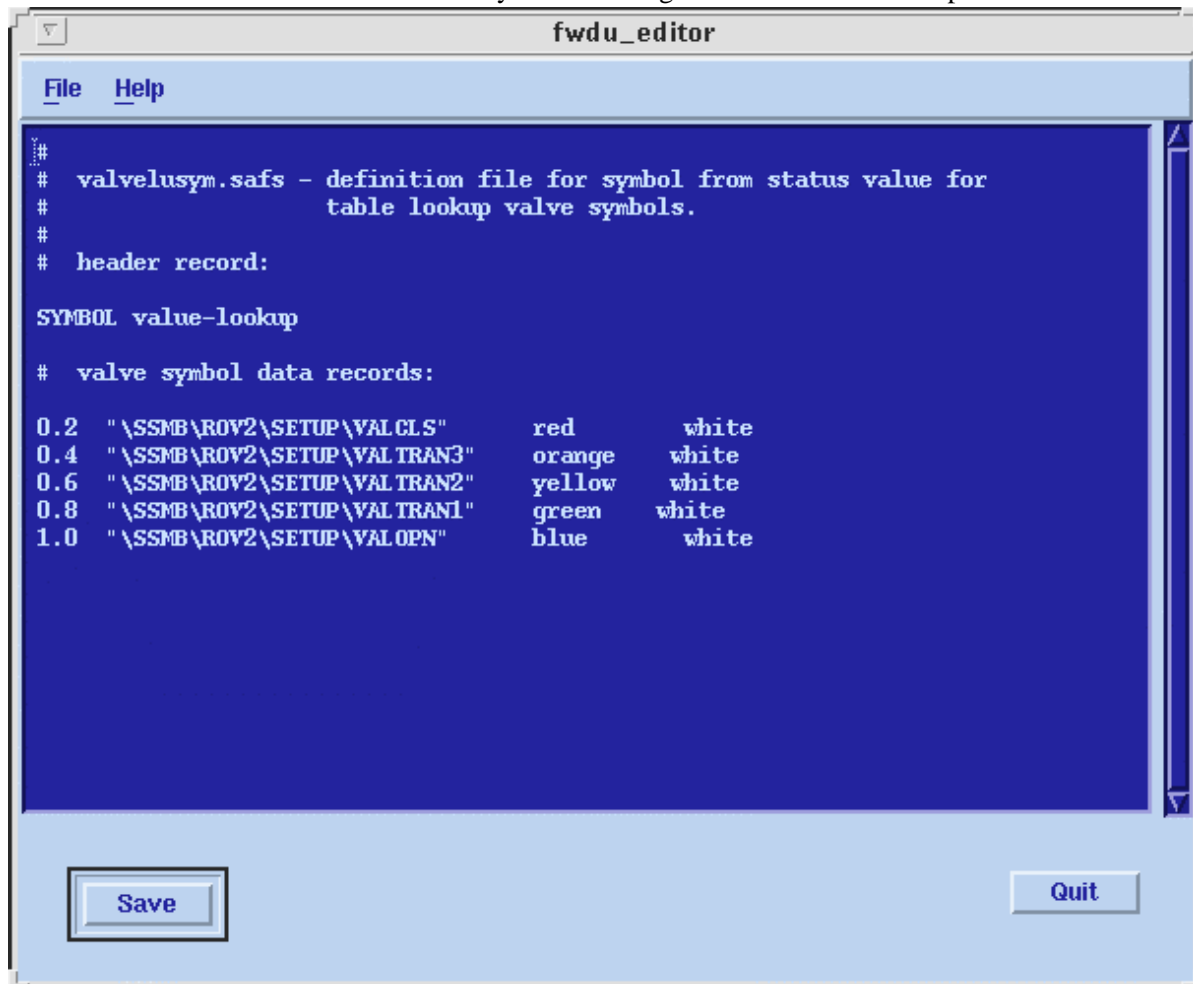 fwdu_editor
File Help
#
# valvelusym.safs - definition file for symbol from status value for
# table lookup valve symbols.
#
# header record:
SYMBOL value-lookup
# valve symbol data records:
0.2 "\SSMB\ROV2\SETUP\VALCLS" red white
0.4 "\SSMB\ROV2\SETUP\VALTRAN3" orange white
0.6 "\SSMB\ROV2\SETUP\VALTRAN2" yellow white
0.8 "\SSMB\ROV2\SETUP\VALTRAN1" green white
1.0 "\SSMB\ROV2\SETUP\VALOPN" blue white
Save Quit